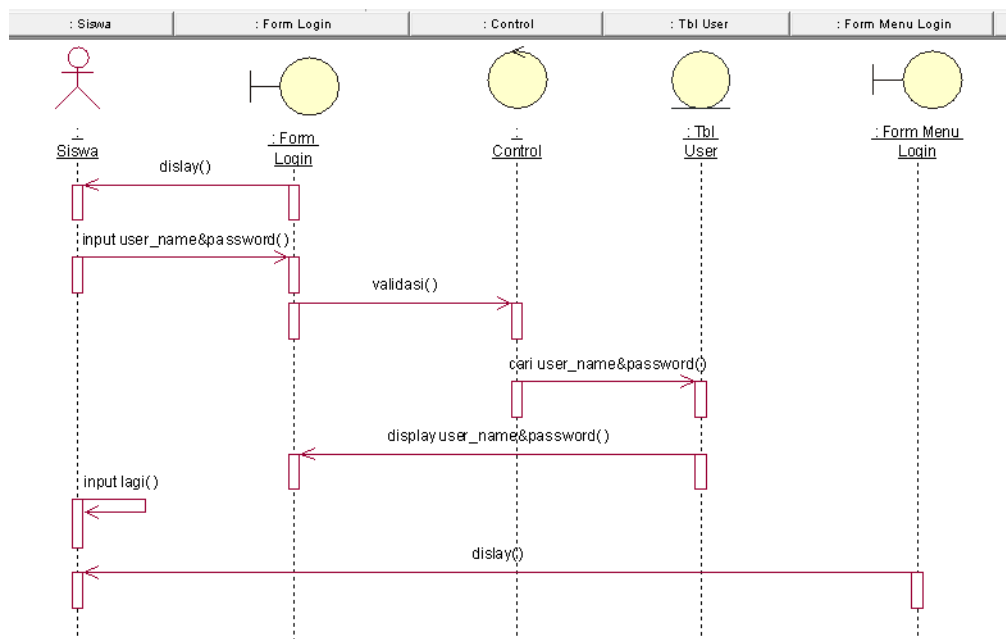 : Siswa
: Form Login
: Control
: Tbl User
: Form Menu Login
:
Siswa
: Form
Login
:
Control
: Tbl
User
: Form Menu
Login
dislay()
input user_name&password()
validasi()
cari user_name&password()
display user_name&password()
input lagi()
dislay()